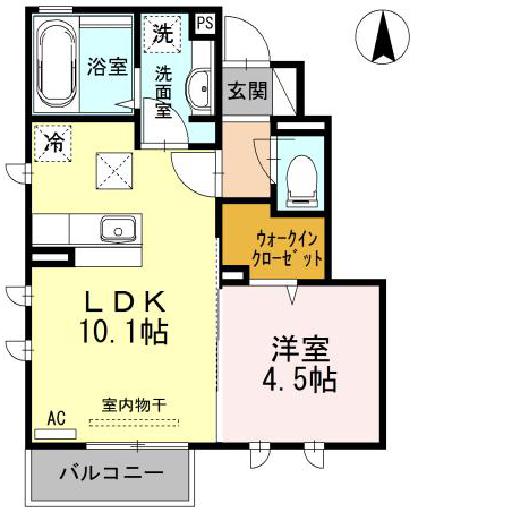 浴室
洗
PS
洗面室
玄関
冷
ウォークイン
クローゼット
LDK
10.1帖
洋室
4.5帖
室内物干
AC
バルコニー